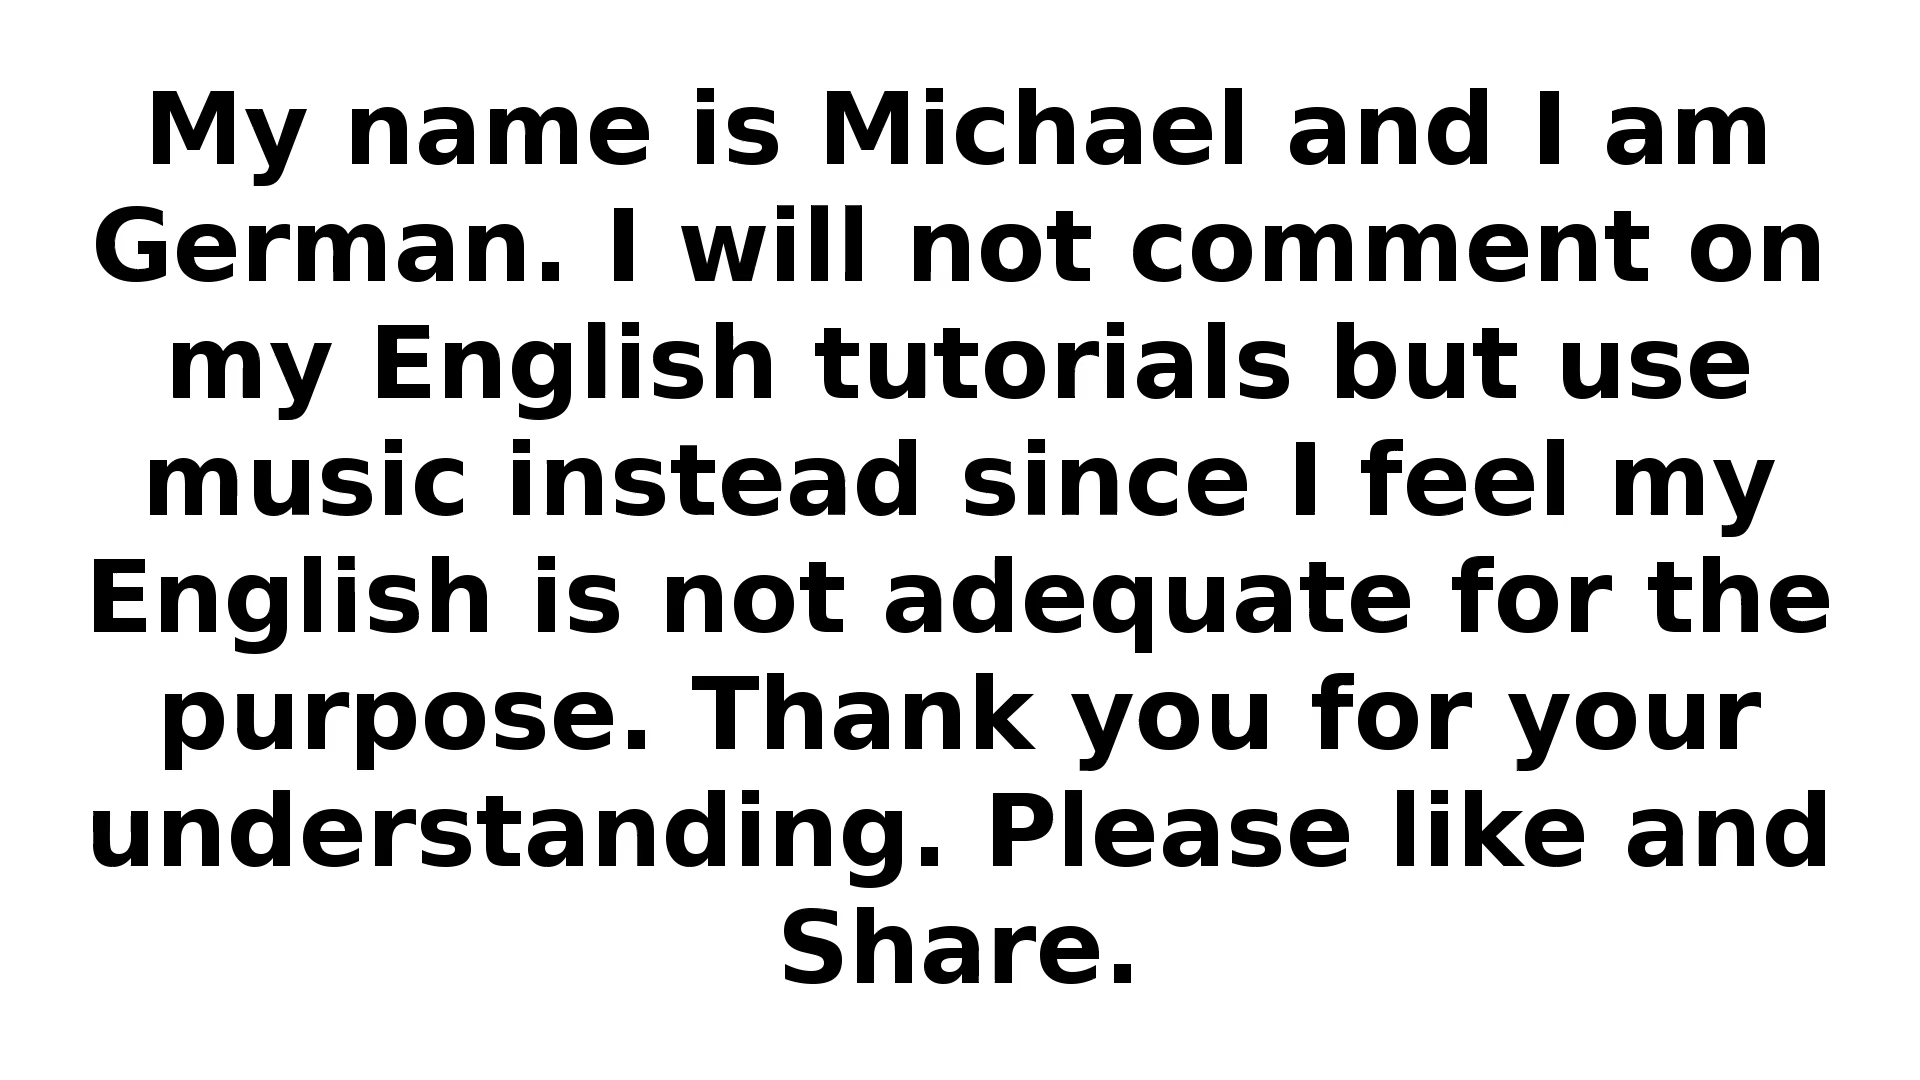 My name is Michael and I am
German. I will not comment on
my English tutorials but use
music instead since I feel my
English is not adequate for the
purpose. Thank you for your
understanding. Please like and
Share.